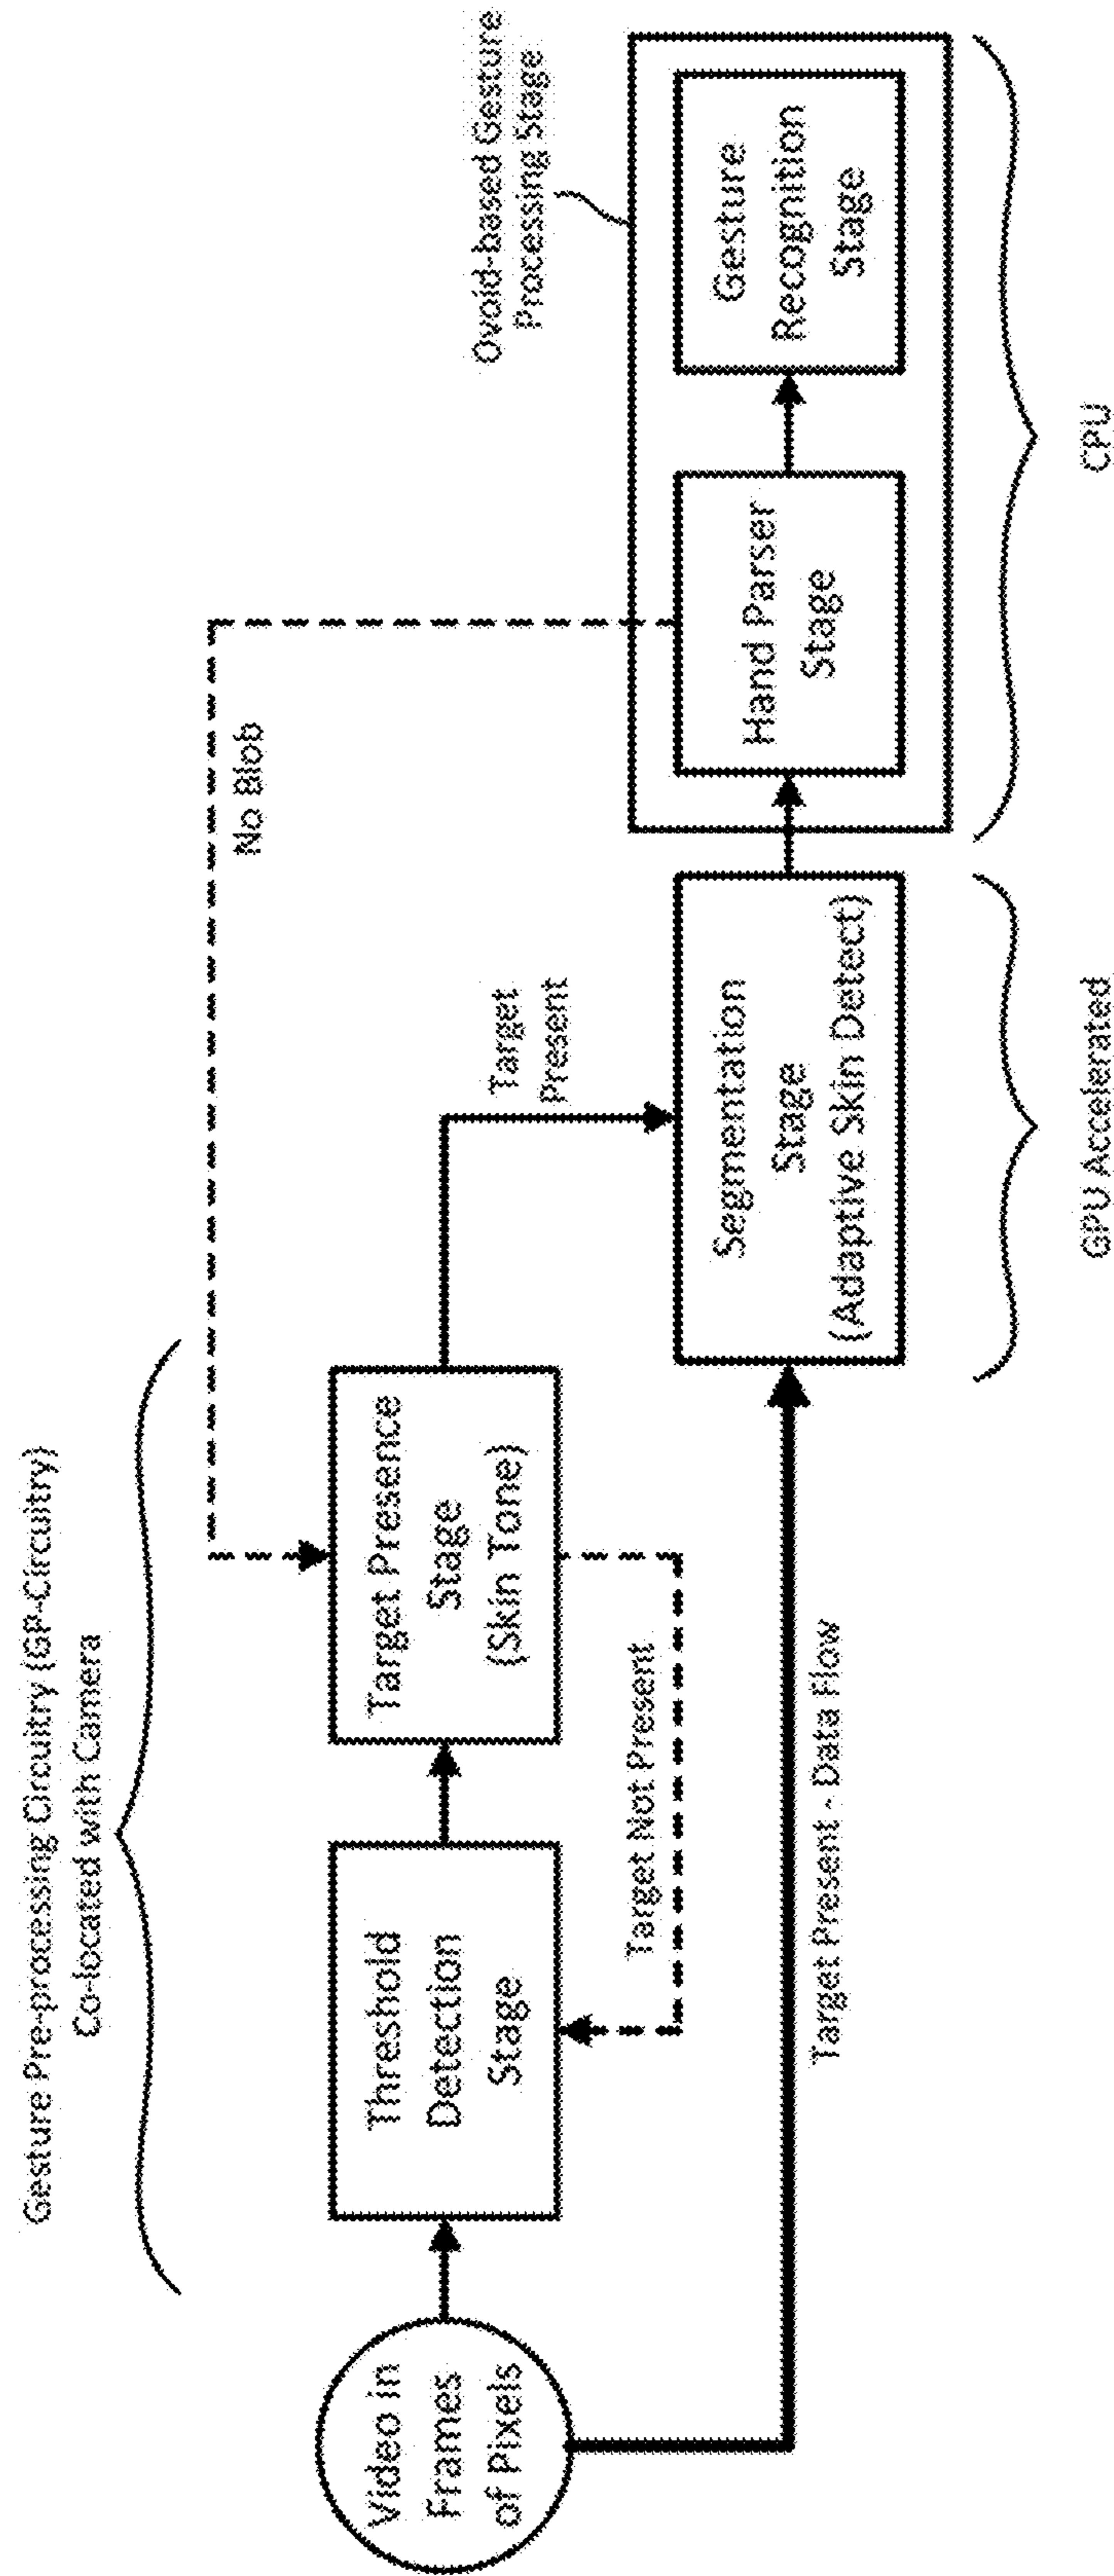 Gesture Pre-processing Circuitry (GP-Circuitry)
Co-located with Camera
Video in
Frames
of Pixels
Threshold
Detection
Stage
Target Presence
Stage
(Skin Tone)
No Blob
Target Not Present
Target
Present
Target Present - Data Flow
Segmentation
Stage
(Adaptive Skin Detect)
Ovoid-based Gesture
Processing Stage
Hand Parser
Stage
Gesture
Recognition
Stage
GPU Accelerated
CPU